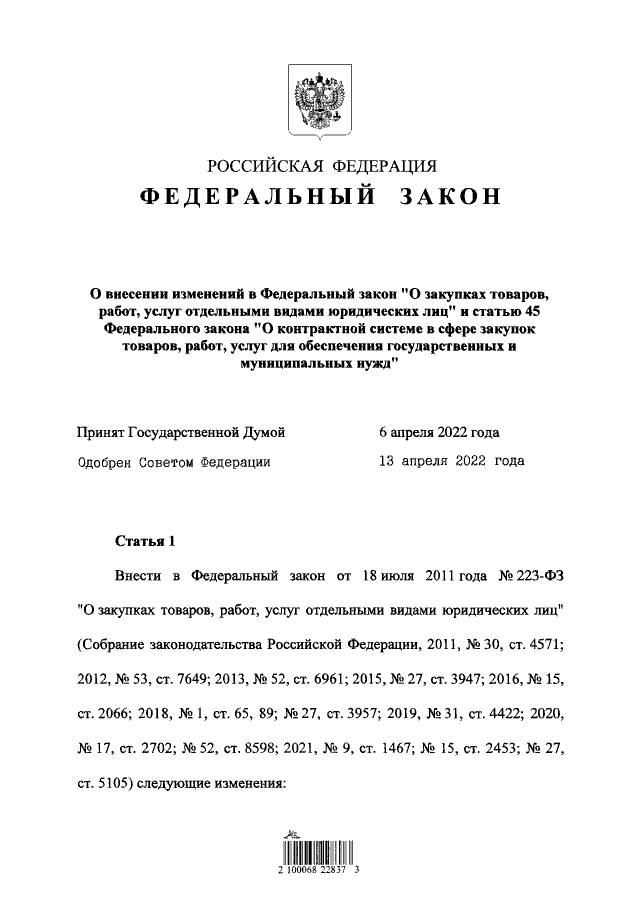 РОССИЙСКАЯ ФЕДЕРАЦИЯ
ФЕДЕРАЛЬНЫЙ ЗАКОН
О внесении изменений в Федеральный закон "О закупках товаров,
работ, услуг отдельными видами юридических лиц" и статью 45
Федерального закона "О контрактной системе в сфере закупок
товаров, работ, услуг для обеспечения государственных и
муниципальных нужд"
Принят Государственной Думой 6 апреля 2022 года
Одобрен Советом Федерации 13 апреля 2022 года
Статья 1
Внести в Федеральный закон от 18 июля 2011 года № 223-ФЗ
"О закупках товаров, работ, услуг отдельными видами юридических лиц"
(Собрание законодательства Российской Федерации, 2011, № 30, ст. 4571;
2012, № 53, ст. 7649; 2013, № 52, ст. 6961; 2015, № 27, ст. 3947; 2016, № 15,
ст. 2066; 2018, № 1, ст. 65, 89; № 27, ст. 3957; 2019, № 31, ст. 4422; 2020,
№ 17, ст. 2702; № 52, ст. 8598; 2021, № 9, ст. 1467; № 15, ст. 2453; № 27,
ст. 5105) следующие изменения:
2 100068 22837 3